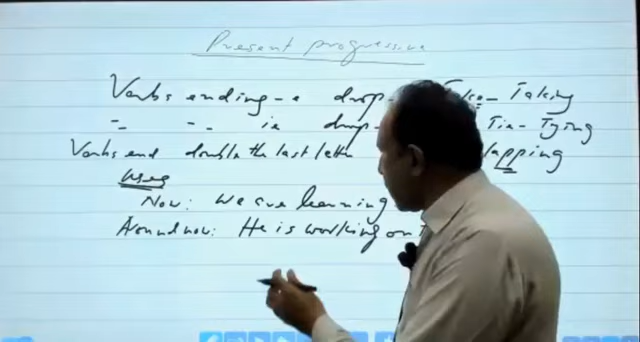 Present progressive
Verbs ending - e drop - Take - Taking
" - - ie drop - Tie - Tying
Verbs end double the last letter lapping
uses
Now: We are learning
Around now: He is working on